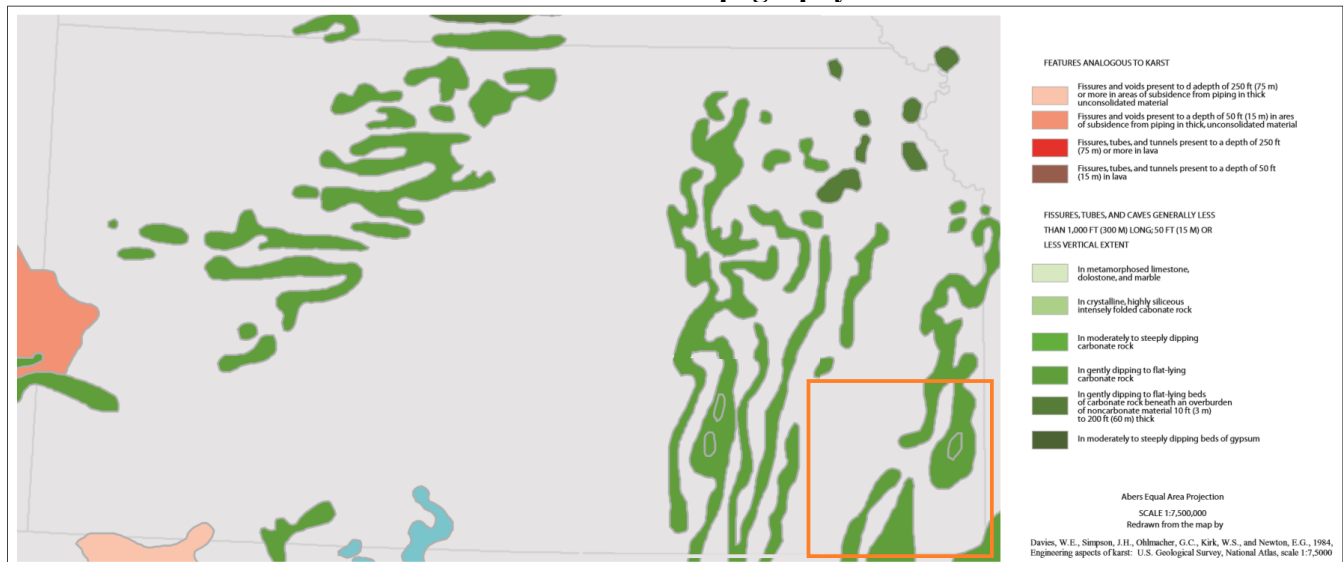 FEATURES ANALOGOUS TO KARST
Fissures and voids present to d adepth of 250 ft (75 m)
or more in areas of subsidence from piping in thick
unconsolidated material
Fissures and voids present to a depth of 50 ft (15 m) in ares
of subsidence from piping in thick, unconsolidated material
Fissures, tubes, and tunnels present to a depth of 250 ft
(75 m) or more in lava
Fissures, tubes, and tunnels present to a depth of 50 ft
(15 m) in lava
FISSURES, TUBES, AND CAVES GENERALLY LESS
THAN 1,000 FT (300 M) LONG; 50 FT (15 M) OR
LESS VERTICAL EXTENT
In metamorphosed limestone,
dolostone, and marble
In crystalline, highly siliceous
intensely folded cabonate rock
In moderately to steeply dipping
carbonate rock
In gently dipping to flat-lying
carbonate rock
In gently dipping to flat-lying beds
of carbonate rock beneath an overburden
of noncarbonate material 10 ft (3 m)
to 200 ft (60 m) thick
In moderately to steeply dipping beds of gypsum
Abers Equal Area Projection
SCALE 1:7,500,000
Redrawn from the map by
Davies, W.E., Simpson, J.H., Ohlmacher, G.C., Kirk, W.S., and Newton, E.G., 1984,
Engineering aspects of karst: U.S. Geological Survey, National Atlas, scale 1:7,5000